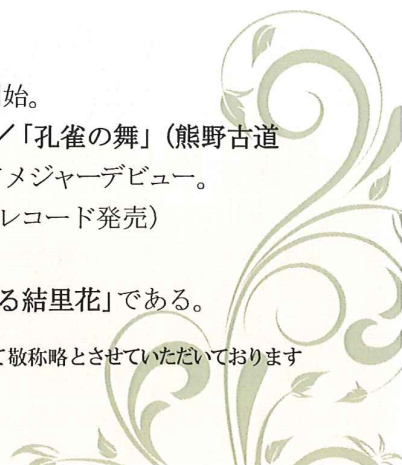 始。
／「孔雀の舞」（熊野古道
メジャーデビュー。
レコード発売）
る結里花」である。
て敬称略とさせていただいております